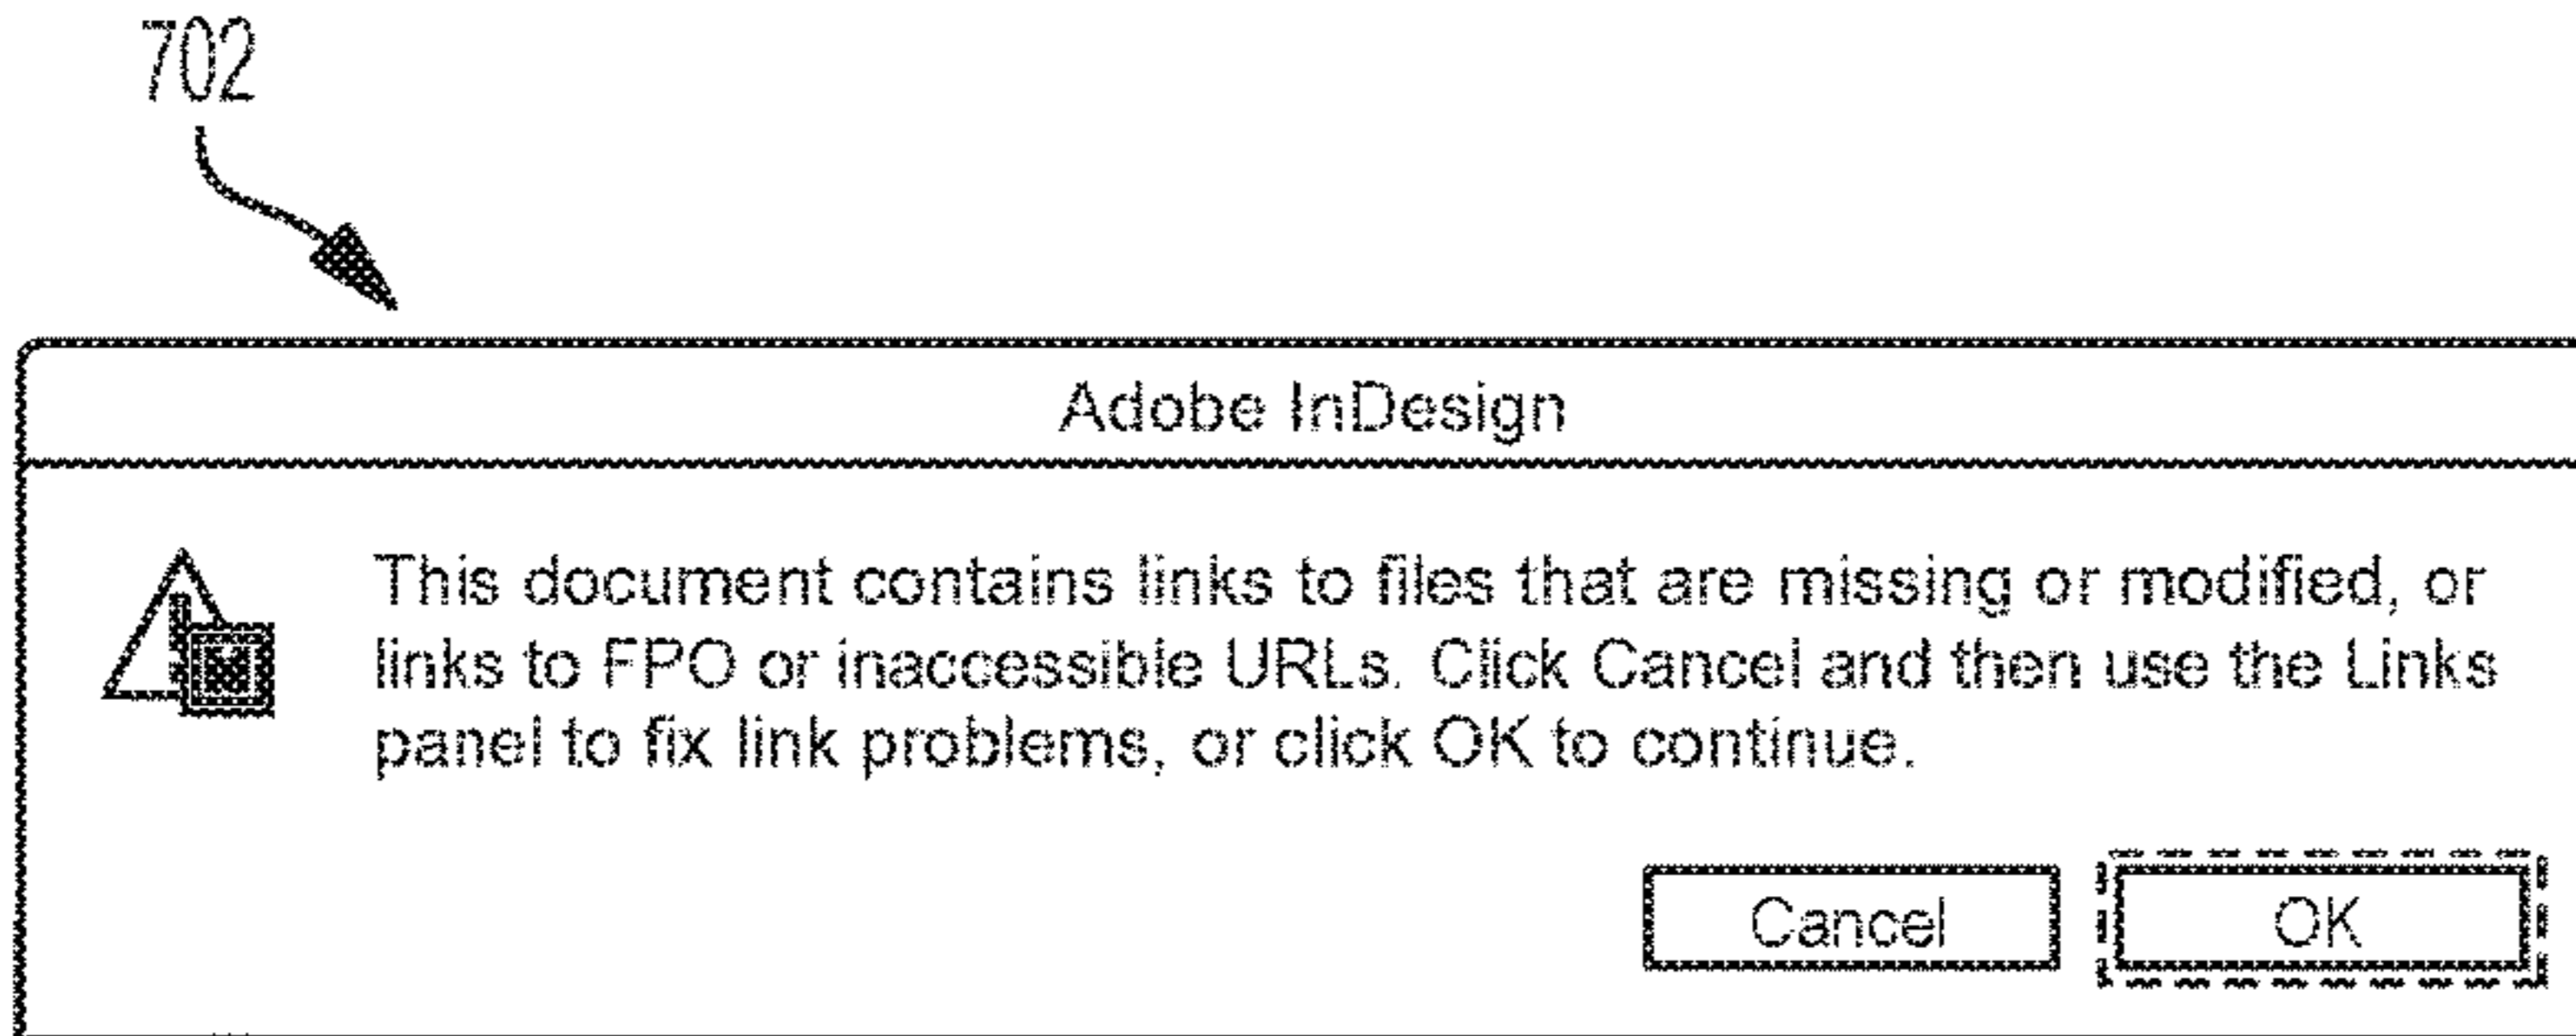 702
Adobe InDesign
This document contains links to files that are missing or modified, or
links to FPO or inaccessible URLs. Click Cancel and then use the Links
panel to fix link problems, or click OK to continue.
Cancel OK